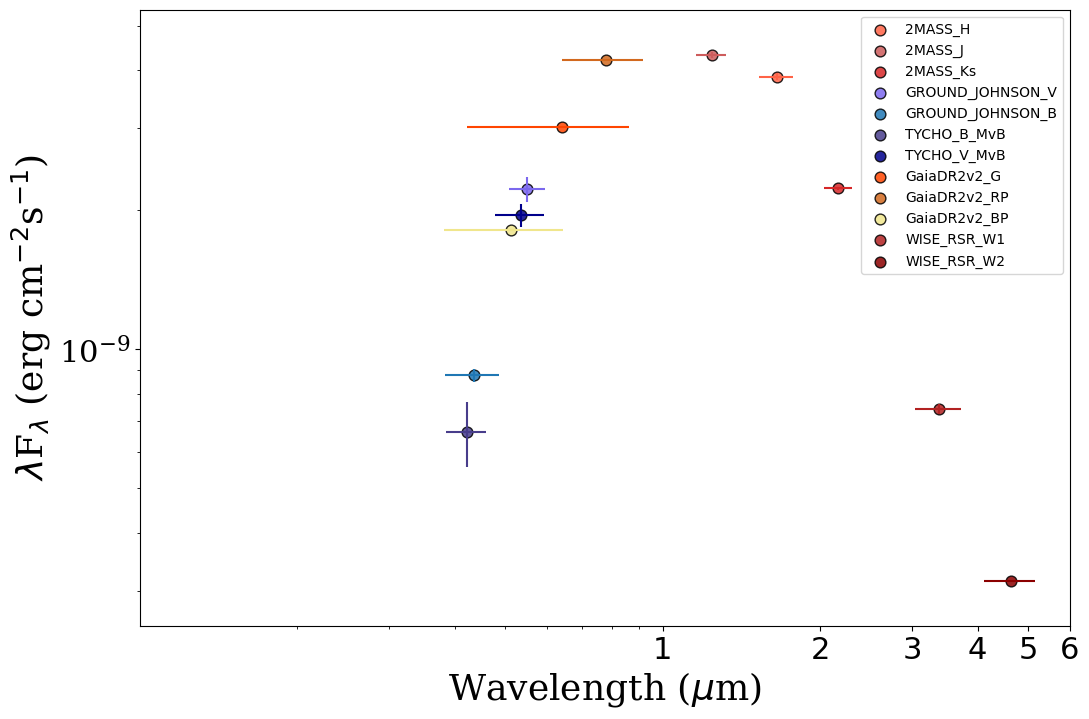 2MASS_H
2MASS_J
2MASS_Ks
GROUND_JOHNSON_V
GROUND_JOHNSON_B
TYCHO_B_MvB
TYCHO_V_MvB
GaiaDR2v2_G
GaiaDR2v2_RP
GaiaDR2v2_BP
WISE_RSR_W1
WISE_RSR_W2
λF_λ (erg cm⁻²s⁻¹)
10⁻⁹
1 2 3 4 5 6
Wavelength (μm)